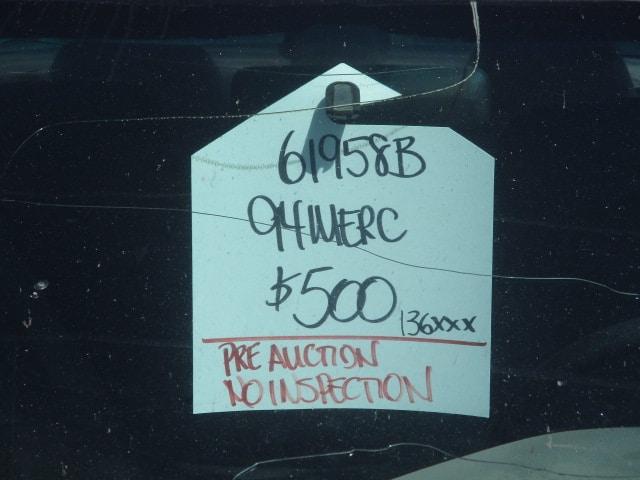 61958B
94 MERC
$500 136xxx
PRE AUCTION
NO INSPECTION